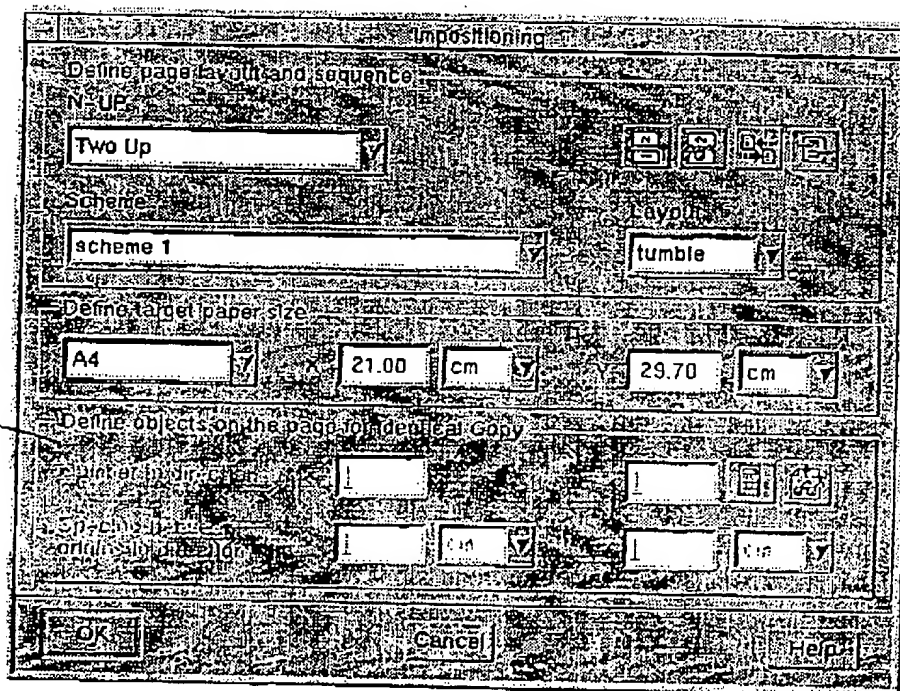 Impositioning
Define page layout and sequence
N-UP
Two Up
Scheme
Layout
scheme 1
tumble
Define target paper size
A4
X
21.00
cm
Y
29.70
cm
Define objects on the page for Identical Copy
1
1
1
cm
1
cm
OK
Cancel
Help